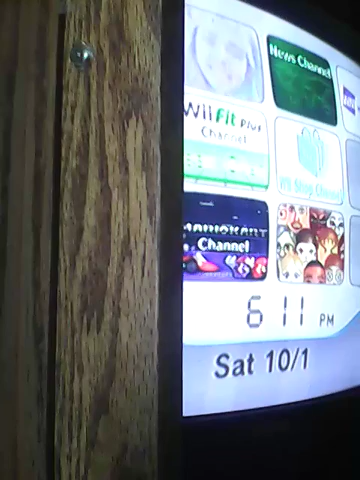 News Channel
Wii Fit Plus
Channel
Wii Shop Channel
MARIOKART
Channel
6 11 PM
Sat 10/1